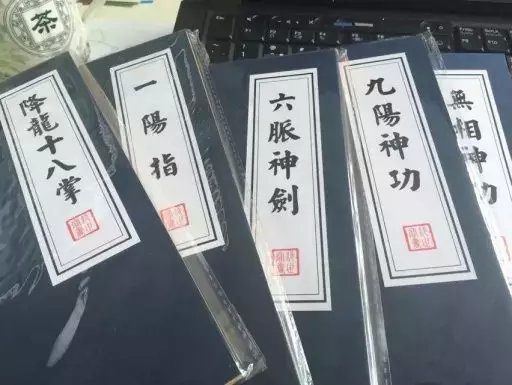 茶
降龍十八掌
一陽指
六脈神劍
九陽神功
無相神功